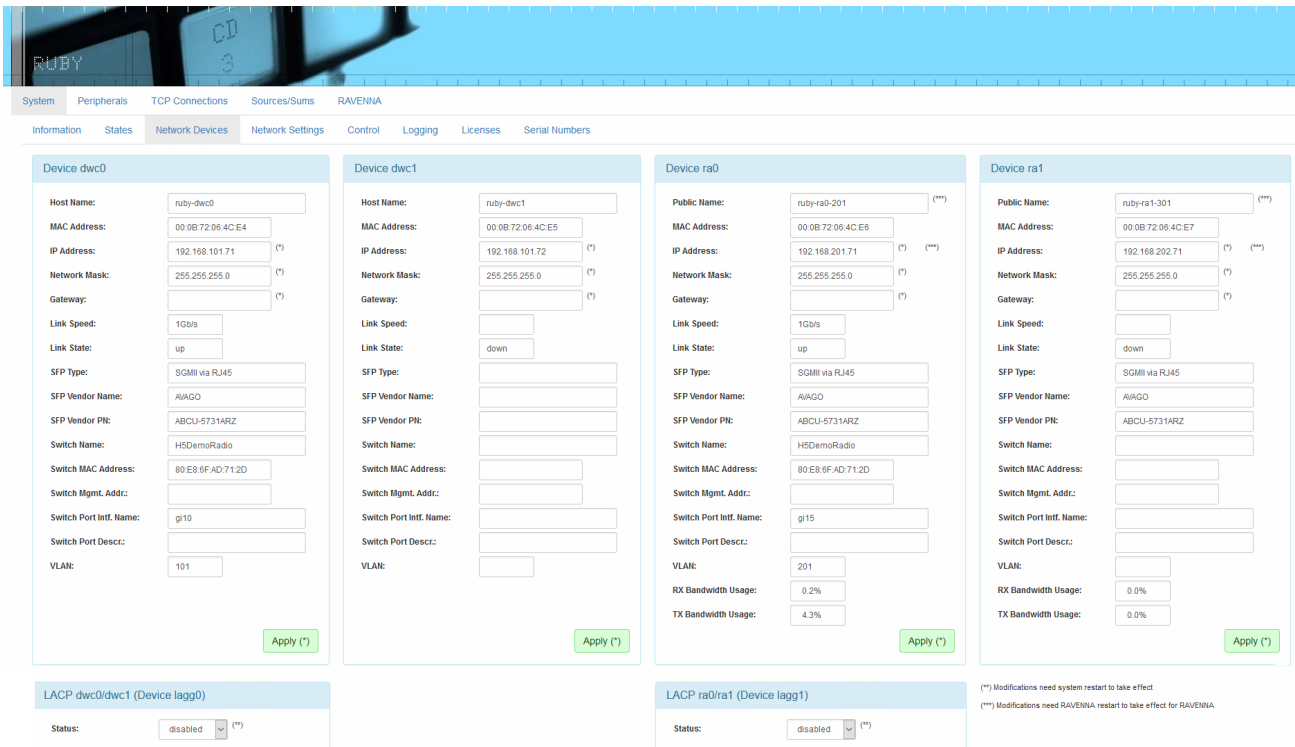 CD
3
RUBY
System Peripherals TCP Connections Sources/Sums RAVENNA
Information States Network Devices Network Settings Control Logging Licenses Serial Numbers
Device dwc0
Host Name: ruby-dwc0
MAC Address: 00:0B:72:06:4C:E4
IP Address: 192.168.101.71 (*)
Network Mask: 255.255.255.0 (*)
Gateway: (*)
Link Speed: 1Gb/s
Link State: up
SFP Type: SGMII via RJ45
SFP Vendor Name: AVAGO
SFP Vendor PN: ABCU-5731ARZ
Switch Name: H5DemoRadio
Switch MAC Address: 80:E8:6F:AD:71:2D
Switch Mgmt. Addr.:
Switch Port Intf. Name: gi10
Switch Port Descr.:
VLAN: 101
Apply (*)
Device dwc1
Host Name: ruby-dwc1
MAC Address: 00:0B:72:06:4C:E5
IP Address: 192.168.101.72 (*)
Network Mask: 255.255.255.0 (*)
Gateway: (*)
Link Speed:
Link State: down
SFP Type:
SFP Vendor Name:
SFP Vendor PN:
Switch Name:
Switch MAC Address:
Switch Mgmt. Addr.:
Switch Port Intf. Name:
Switch Port Descr.:
VLAN:
Apply (*)
Device ra0
Public Name: ruby-ra0-201 (***)
MAC Address: 00:0B:72:06:4C:E6
IP Address: 192.168.201.71 (*) (***)
Network Mask: 255.255.255.0 (*)
Gateway: (*)
Link Speed: 1Gb/s
Link State: up
SFP Type: SGMII via RJ45
SFP Vendor Name: AVAGO
SFP Vendor PN: ABCU-5731ARZ
Switch Name: H5DemoRadio
Switch MAC Address: 80:E8:6F:AD:71:2D
Switch Mgmt. Addr.:
Switch Port Intf. Name: gi15
Switch Port Descr.:
VLAN: 201
RX Bandwidth Usage: 0.2%
TX Bandwidth Usage: 4.3%
Apply (*)
Device ra1
Public Name: ruby-ra1-301 (***)
MAC Address: 00:0B:72:06:4C:E7
IP Address: 192.168.202.71 (*) (***)
Network Mask: 255.255.255.0 (*)
Gateway: (*)
Link Speed:
Link State: down
SFP Type: SGMII via RJ45
SFP Vendor Name: AVAGO
SFP Vendor PN: ABCU-5731ARZ
Switch Name:
Switch MAC Address:
Switch Mgmt. Addr.:
Switch Port Intf. Name:
Switch Port Descr.:
VLAN:
RX Bandwidth Usage: 0.0%
TX Bandwidth Usage: 0.0%
Apply (*)
LACP dwc0/dwc1 (Device lagg0)
Status: disabled (**)
LACP ra0/ra1 (Device lagg1)
Status: disabled (**)
(**) Modifications need system restart to take effect
(***) Modifications need RAVENNA restart to take effect for RAVENNA